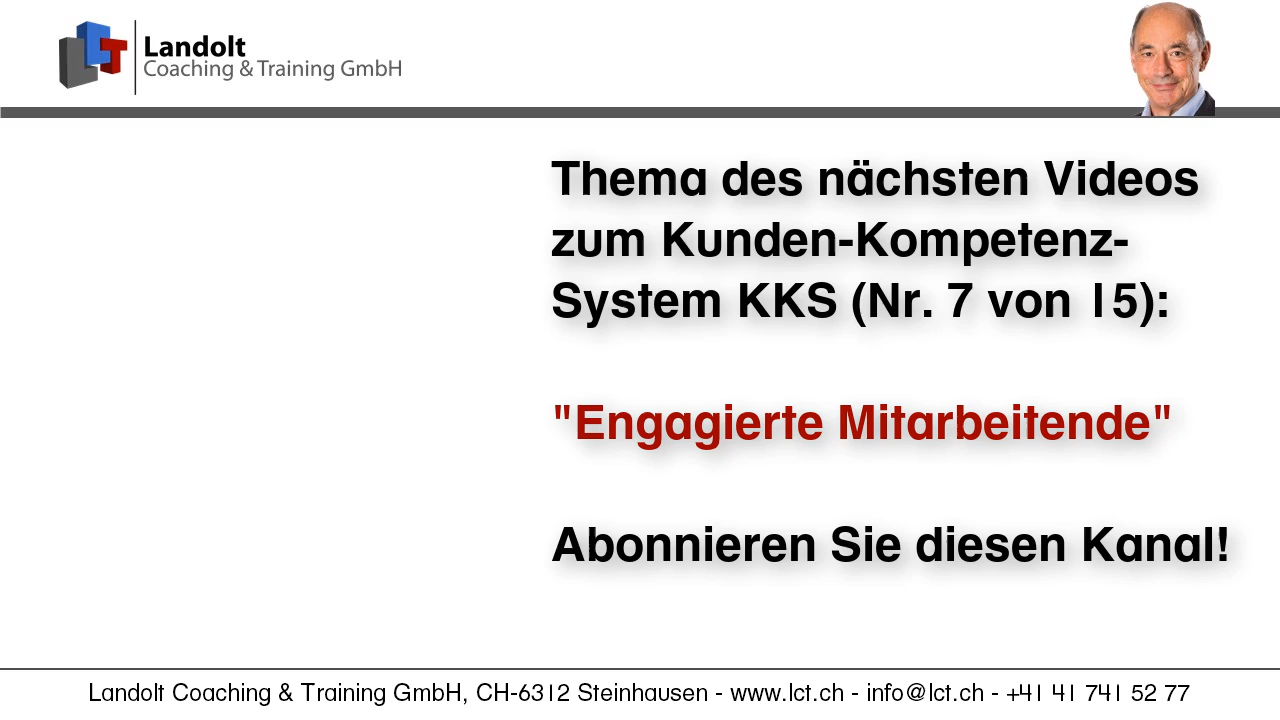 Landolt
Coaching & Training GmbH
Thema des nächsten Videos
zum Kunden-Kompetenz-
System KKS (Nr. 7 von 15):
"Engagierte Mitarbeitende"
Abonnieren Sie diesen Kanal!
Landolt Coaching & Training GmbH, CH-6312 Steinhausen - www.lct.ch - info@lct.ch - +41 41 741 52 77